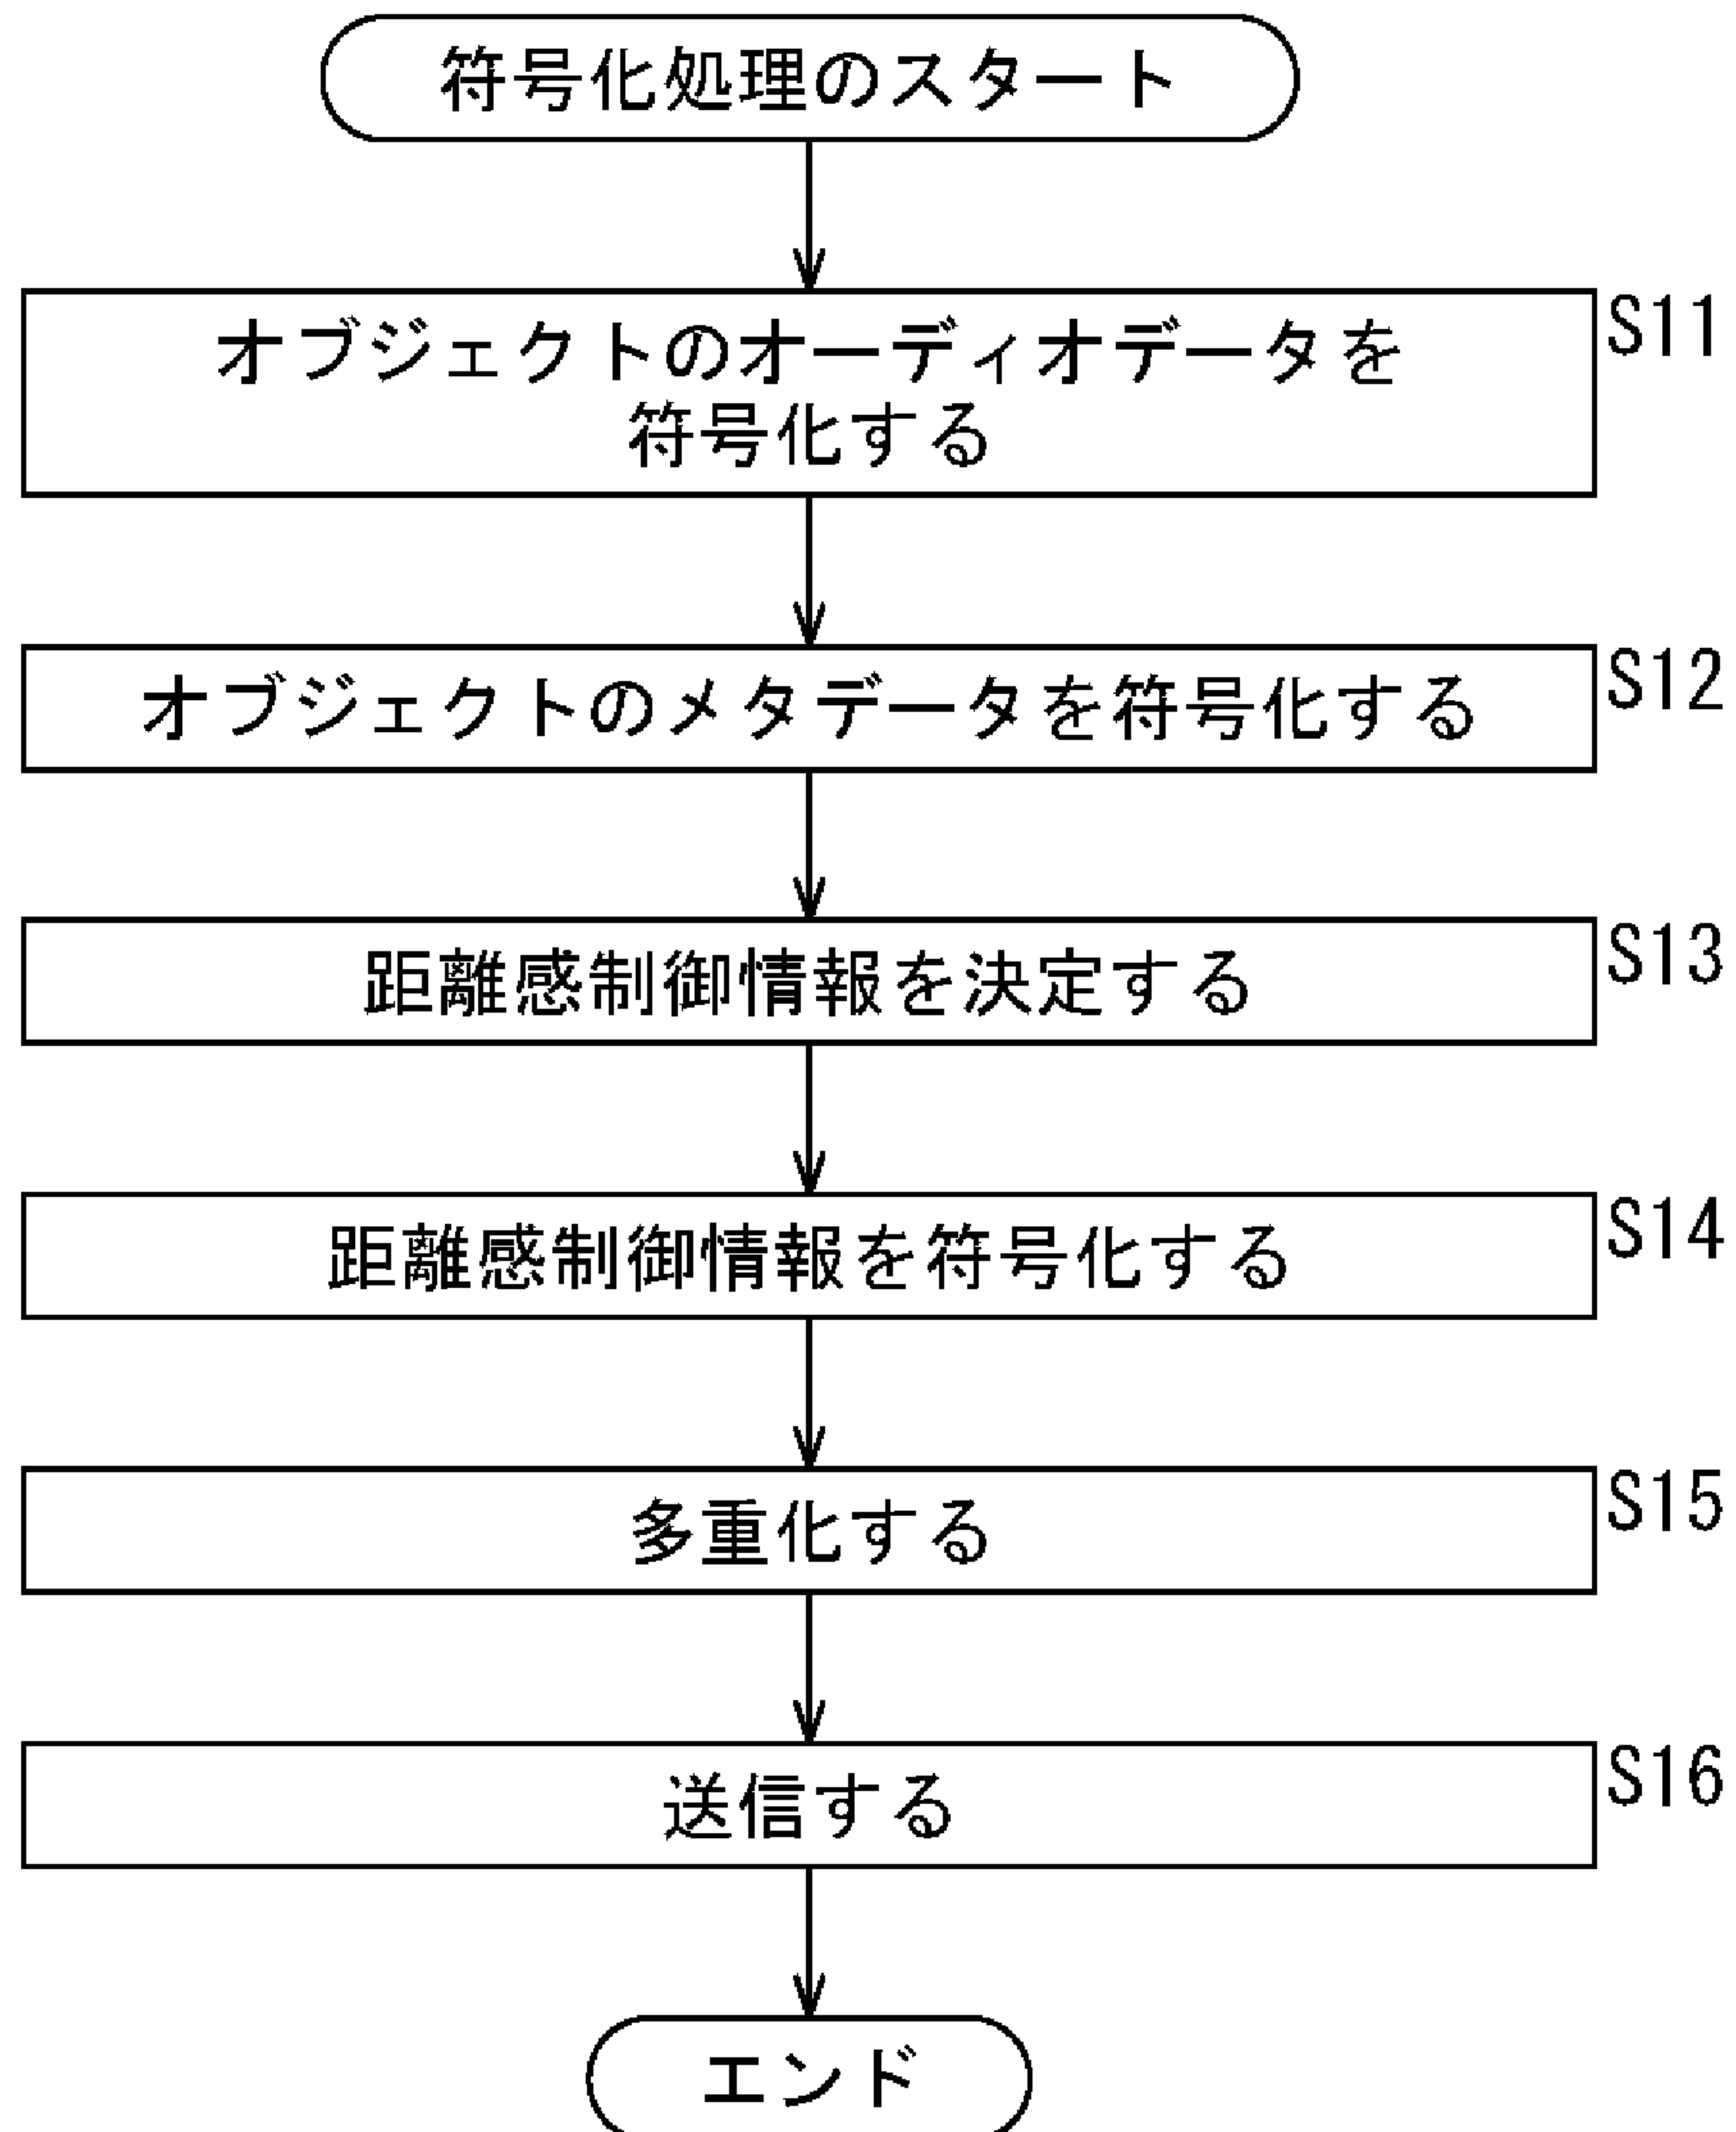 符号化処理のスタート
オブジェクトのオーディオデータを
符号化する
S11
オブジェクトのメタデータを符号化する
S12
距離感制御情報を決定する
S13
距離感制御情報を符号化する
S14
多重化する
S15
送信する
S16
エンド